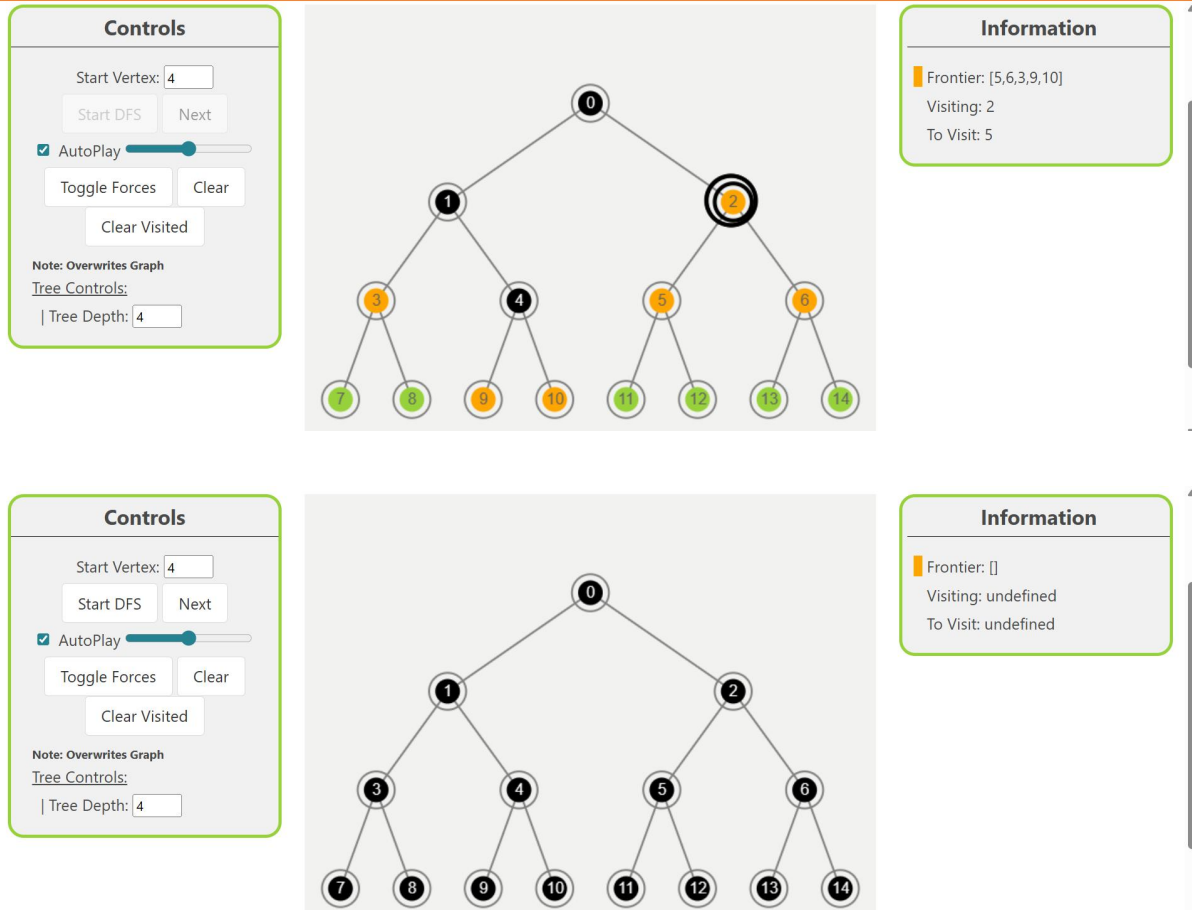 Controls
Start Vertex: 4
Start DFS Next
AutoPlay
Toggle Forces Clear
Clear Visited
Note: Overwrites Graph
Tree Controls:
| Tree Depth: 4
0
1 2
3 4 5 6
7 8 9 10 11 12 13 14
Information
Frontier: [5,6,3,9,10]
Visiting: 2
To Visit: 5
Controls
Start Vertex: 4
Start DFS Next
AutoPlay
Toggle Forces Clear
Clear Visited
Note: Overwrites Graph
Tree Controls:
| Tree Depth: 4
0
1 2
3 4 5 6
7 8 9 10 11 12 13 14
Information
Frontier: []
Visiting: undefined
To Visit: undefined